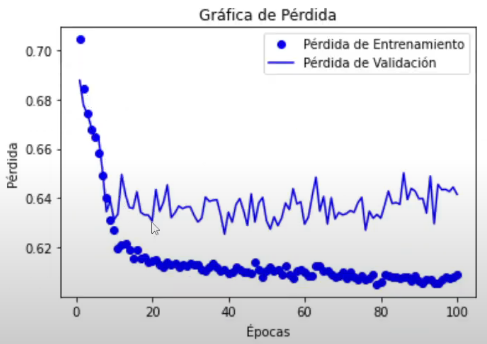 Gráfica de Pérdida
Pérdida de Entrenamiento
Pérdida de Validación
Pérdida
0.70
0.68
0.66
0.64
0.62
0 20 40 60 80 100
Épocas